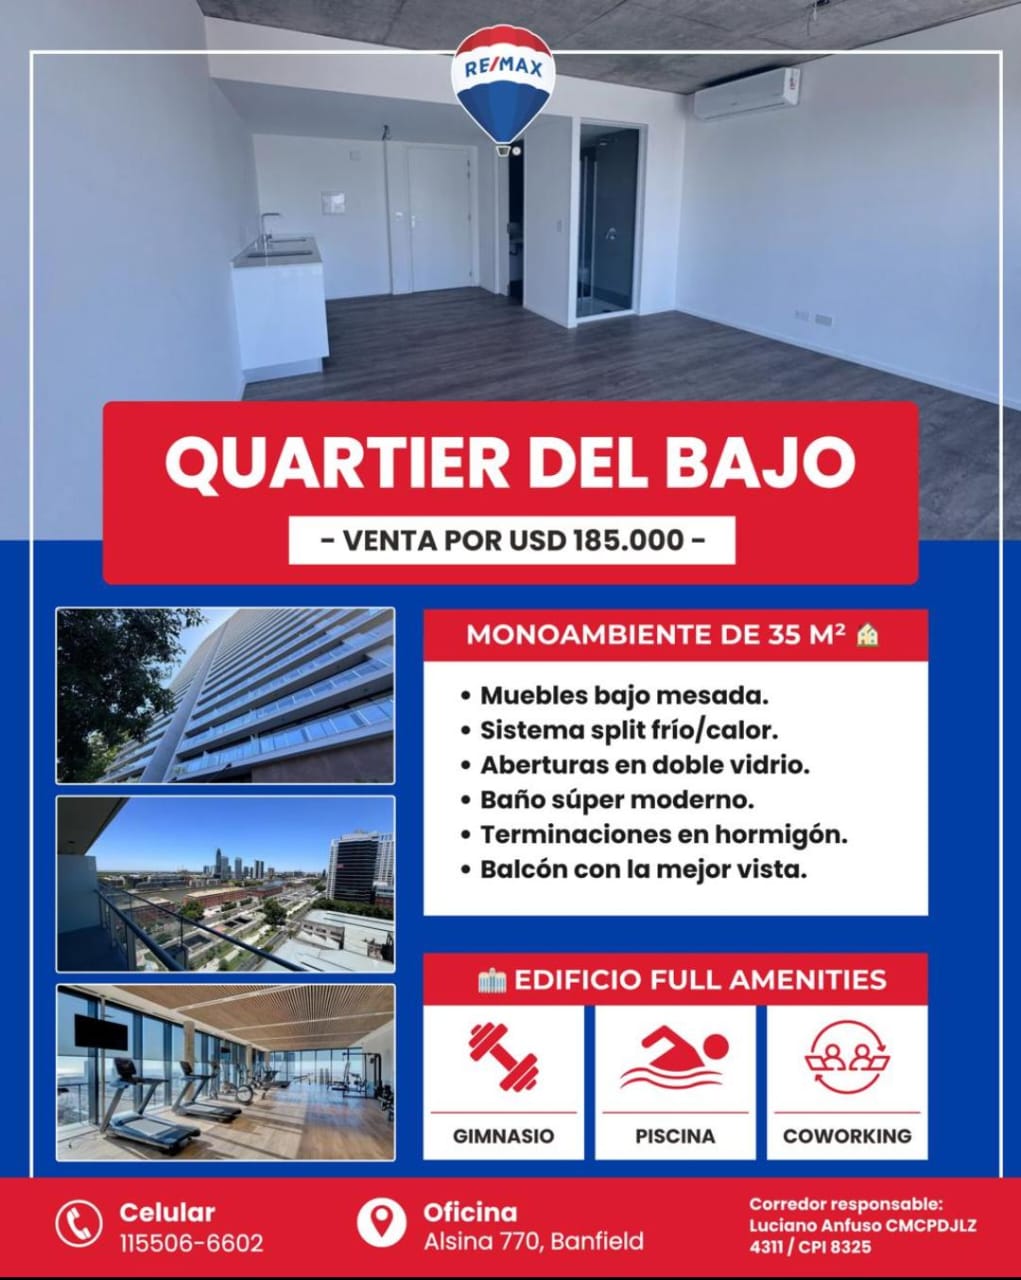 RE/MAX
QUARTIER DEL BAJO
- VENTA POR USD 185.000 -
MONOAMBIENTE DE 35 M²
• Muebles bajo mesada.
• Sistema split frío/calor.
• Aberturas en doble vidrio.
• Baño súper moderno.
• Terminaciones en hormigón.
• Balcón con la mejor vista.
EDIFICIO FULL AMENITIES
GIMNASIO
PISCINA
COWORKING
Celular
115506-6602
Oficina
Alsina 770, Banfield
Corredor responsable:
Luciano Anfuso CMCPDJLZ
4311 / CPI 8325